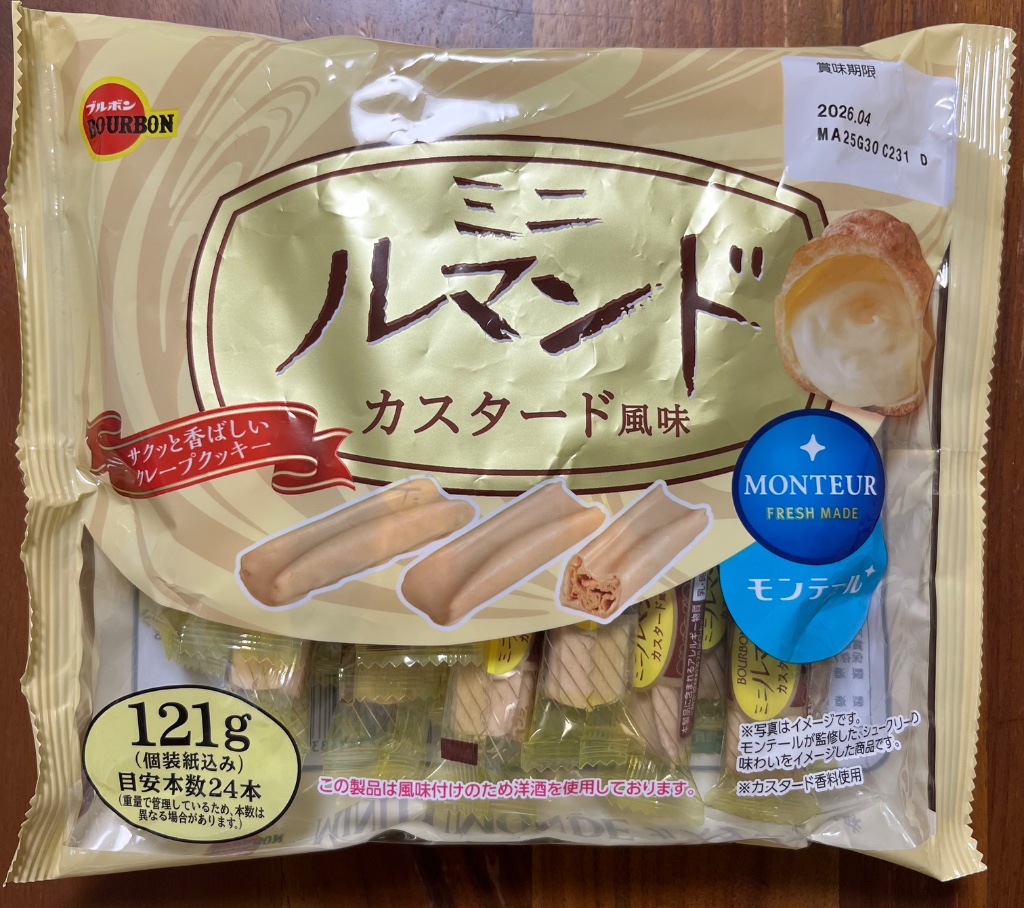 ブルボン
BOURBON
賞味期限
2026.04
MA25G30 C231 D
ミニ
ルマンド
カスタード風味
サクッと香ばしい
クレープクッキー
MONTEUR
FRESH MADE
モンテール
121g
(個装紙込み)
目安本数24本
(重量で管理しているため、本数は
異なる場合があります。)
この製品は風味付けのため洋酒を使用しております。
※写真はイメージです。
モンテールが監修した、シュークリームの
味わいをイメージした商品です。
※カスタード香料使用